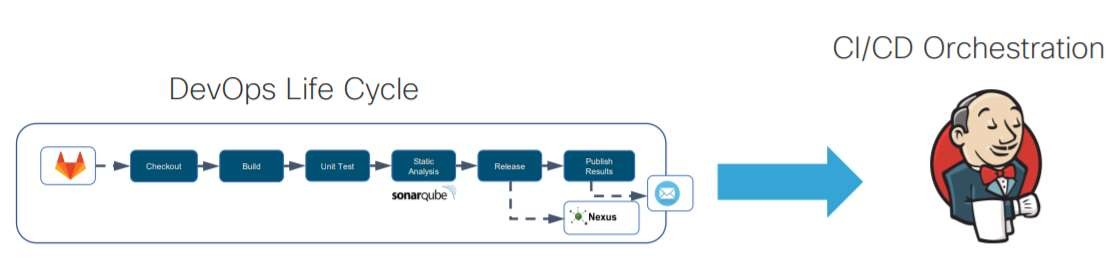 CI/CD Orchestration
DevOps Life Cycle
Checkout
Build
Unit Test
Static
Analysis
Release
Publish
Results
sonarqube
Nexus